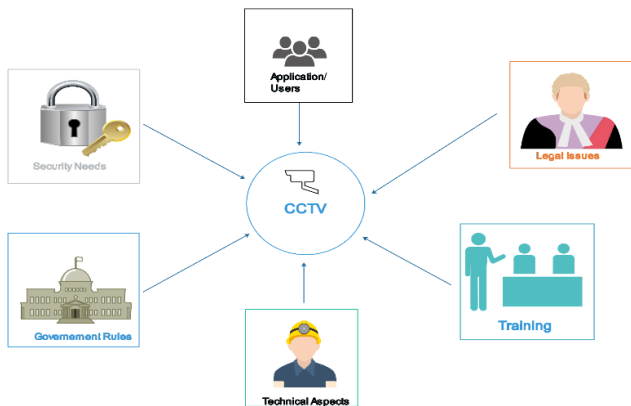 Application/
Users
Security Needs
Legal Issues
CCTV
Governement Rules
Training
Technical Aspects